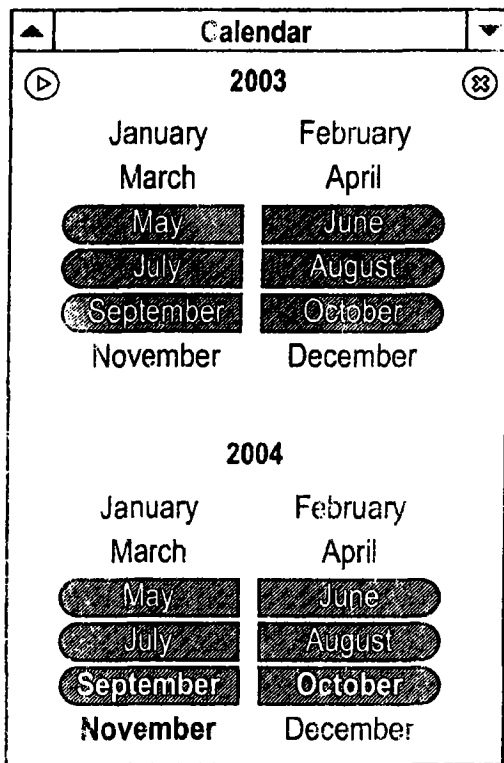 Calendar
2003
January February
March April
May June
July August
September October
November December
2004
January February
March April
May June
July August
September October
November December